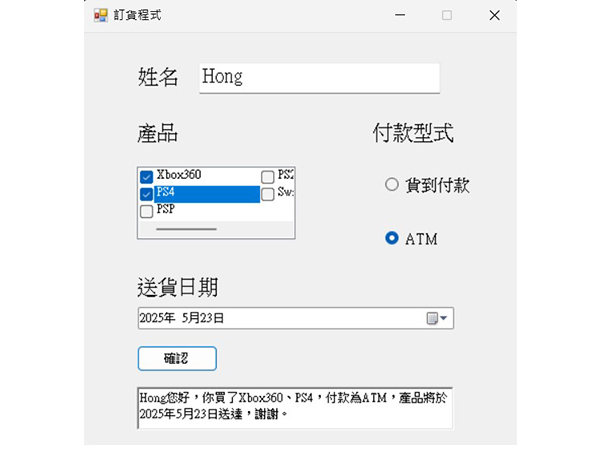 訂貨程式
姓名 Hong
產品 付款型式
Xbox360 PS2
PS4
PSP
貨到付款
ATM
送貨日期
2025年 5月23日
確認
Hong您好，你買了Xbox360、PS4，付款為ATM，產品將於
2025年5月23日送達，謝謝。